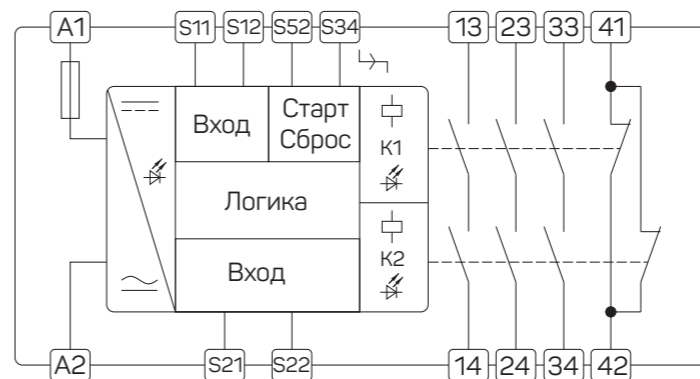 A1 S11 S12 S52 S34 13 23 33 41
Вход
Старт
Сброс
K1
Логика
Вход
K2
A2 S21 S22 14 24 34 42